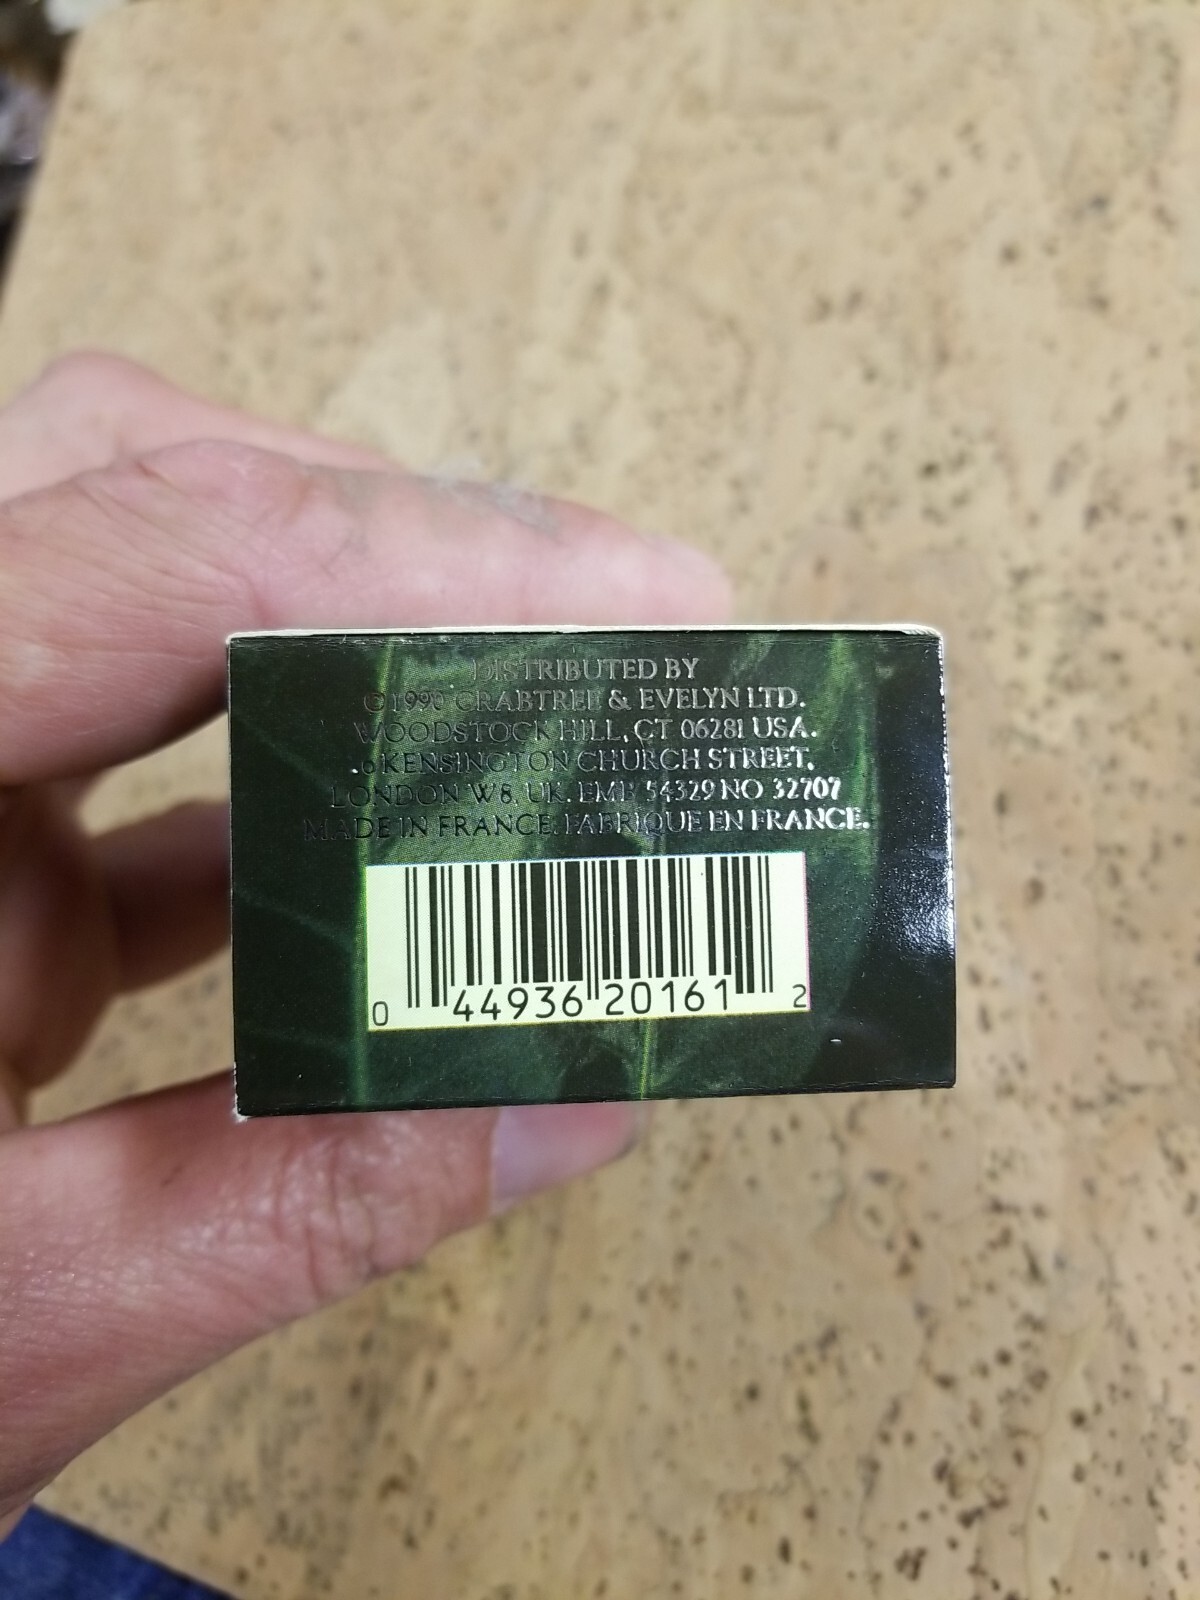 DISTRIBUTED BY
©1990 CRABTREE & EVELYN LTD.
WOODSTOCK HILL, CT 06281 USA.
.6 KENSINGTON CHURCH STREET,
LONDON W8, UK. EMB 54329 NO 32707
MADE IN FRANCE. FABRIQUE EN FRANCE.
0 44936 20161 2